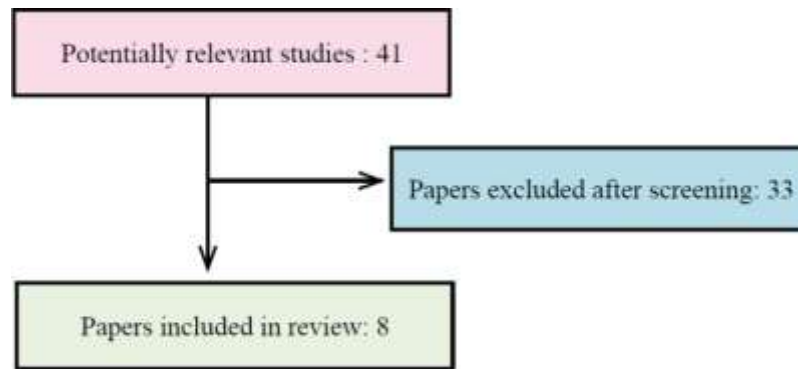 Potentially relevant studies : 41
Papers excluded after screening: 33
Papers included in review: 8